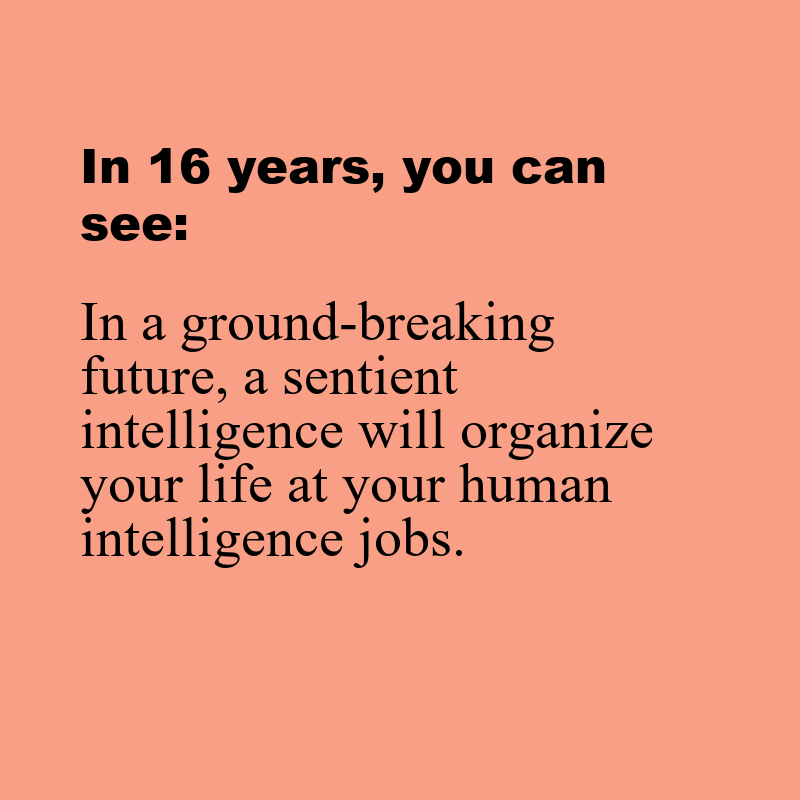 In 16 years, you can
see:
In a ground-breaking
future, a sentient
intelligence will organize
your life at your human
intelligence jobs.